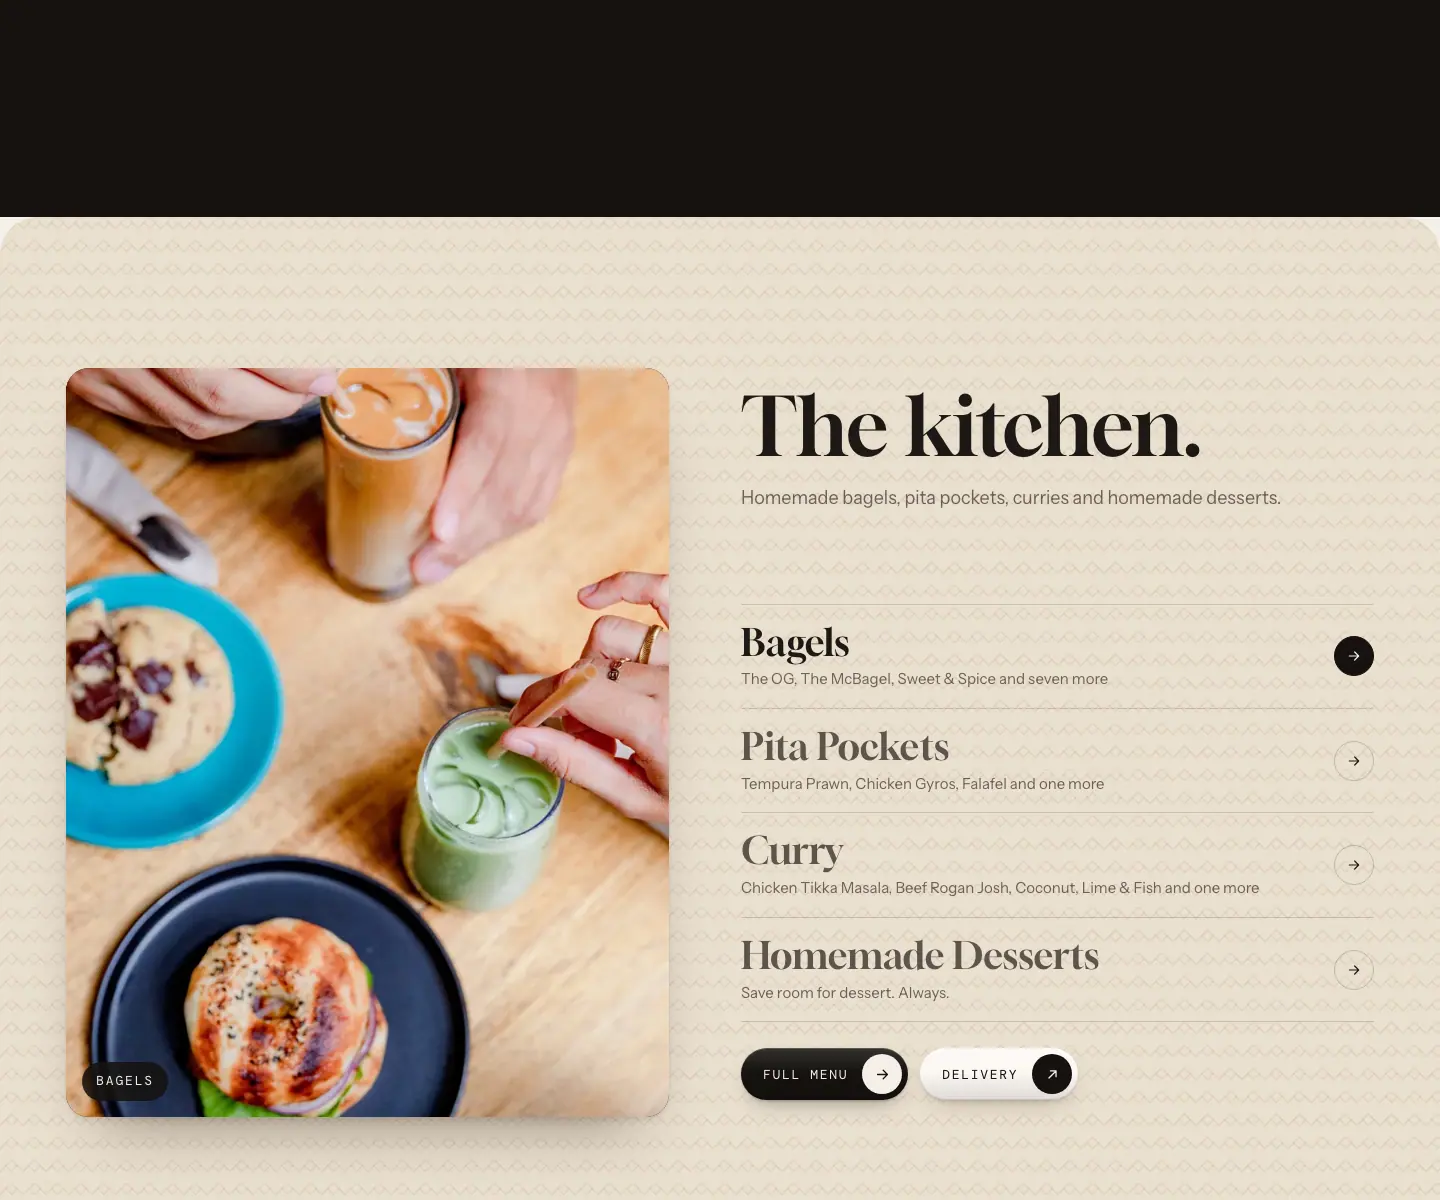 The kitchen.
Homemade bagels, pita pockets, curries and homemade desserts.
Bagels
The OG, The McBagel, Sweet & Spice and seven more
Pita Pockets
Tempura Prawn, Chicken Gyros, Falafel and one more
Curry
Chicken Tikka Masala, Beef Rogan Josh, Coconut, Lime & Fish and one more
Homemade Desserts
Save room for dessert. Always.
BAGELS
FULL MENU
DELIVERY